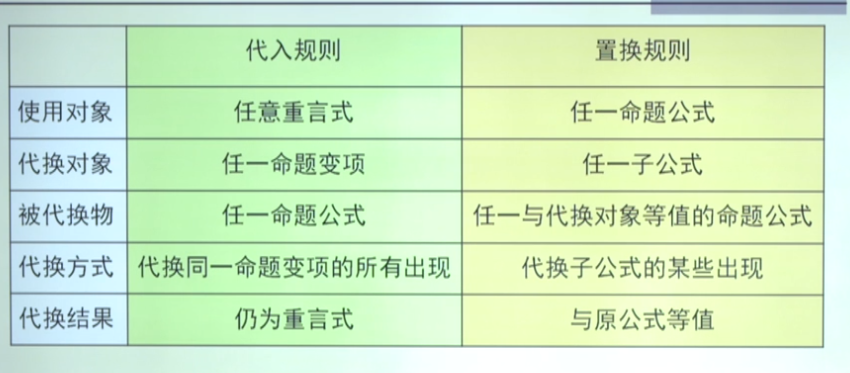 代入规则 置换规则
使用对象 任意重言式 任一命题公式
代换对象 任一命题变项 任一子公式
被代换物 任一命题公式 任一与代换对象等值的命题公式
代换方式 代换同一命题变项的所有出现 代换子公式的某些出现
代换结果 仍为重言式 与原公式等值